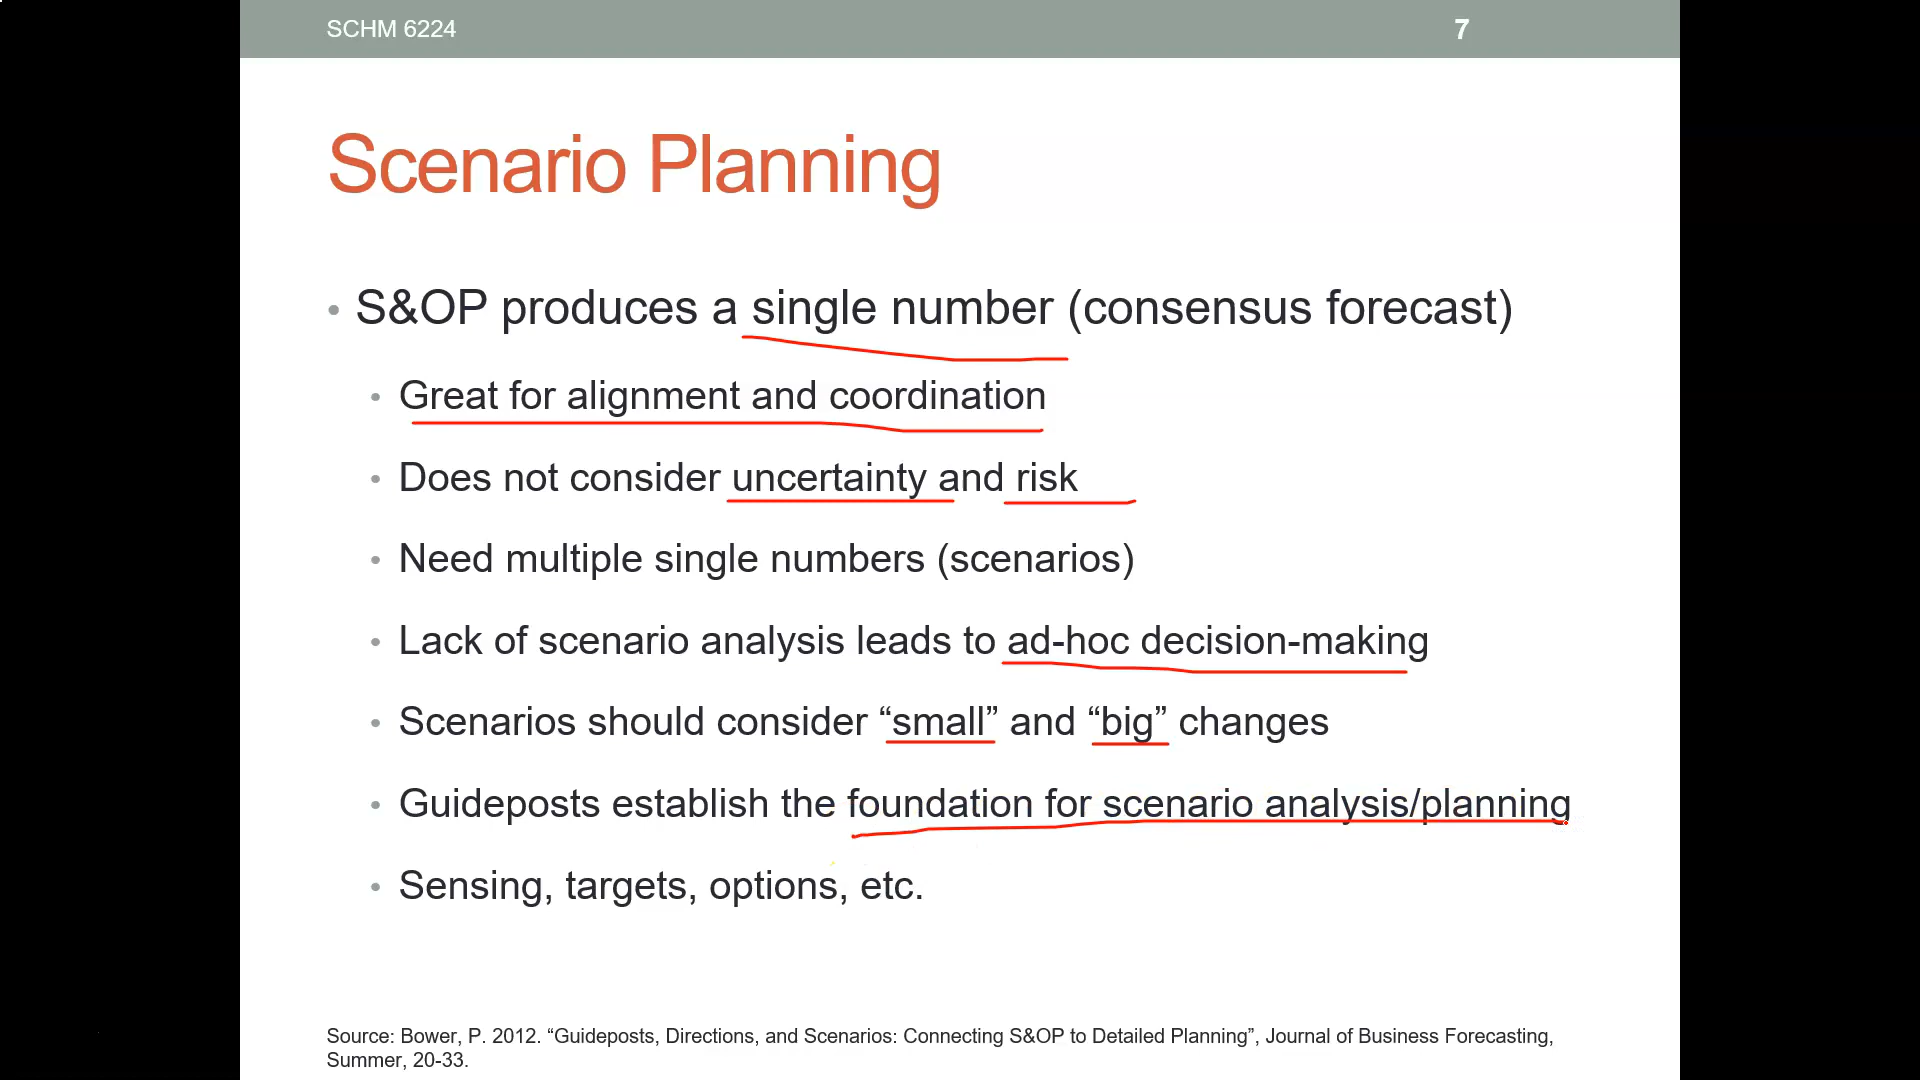 SCHM 6224
7
Scenario Planning
• S&OP produces a single number (consensus forecast)
• Great for alignment and coordination
• Does not consider uncertainty and risk
• Need multiple single numbers (scenarios)
• Lack of scenario analysis leads to ad-hoc decision-making
• Scenarios should consider “small” and “big” changes
• Guideposts establish the foundation for scenario analysis/planning
• Sensing, targets, options, etc.
Source: Bower, P. 2012. “Guideposts, Directions, and Scenarios: Connecting S&OP to Detailed Planning”, Journal of Business Forecasting,
Summer, 20-33.